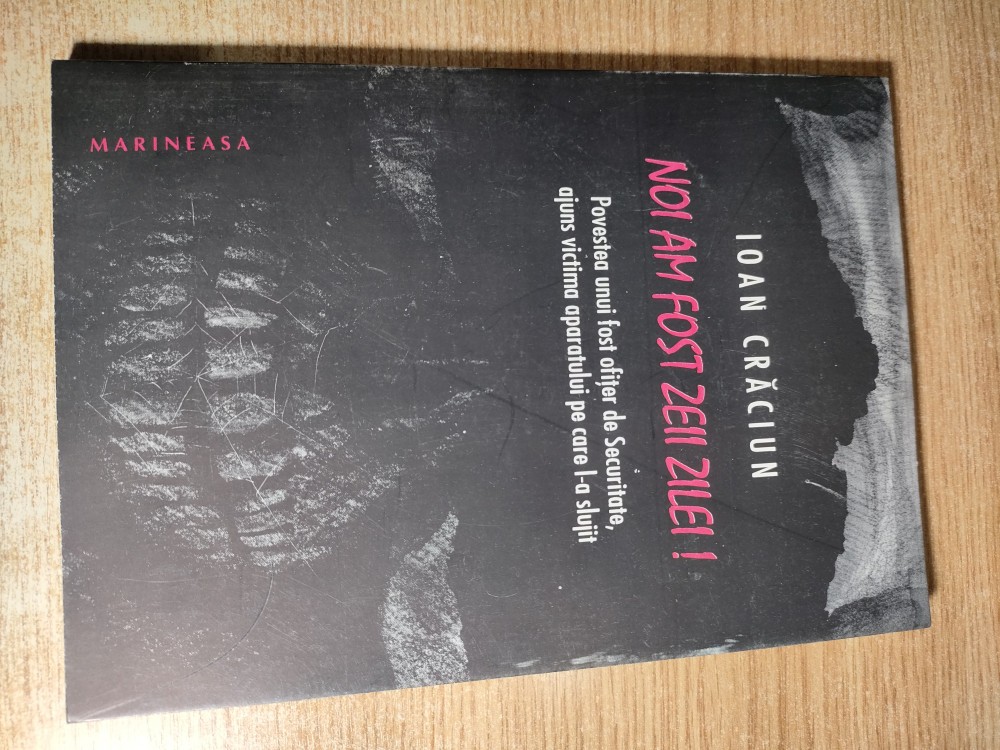 IOAN CRĂCIUN
NOI AM FOST ZEII ZILEI !
Povestea unui fost ofițer de Securitate,
ajuns victima aparatului pe care l-a slujit
MARINEASA